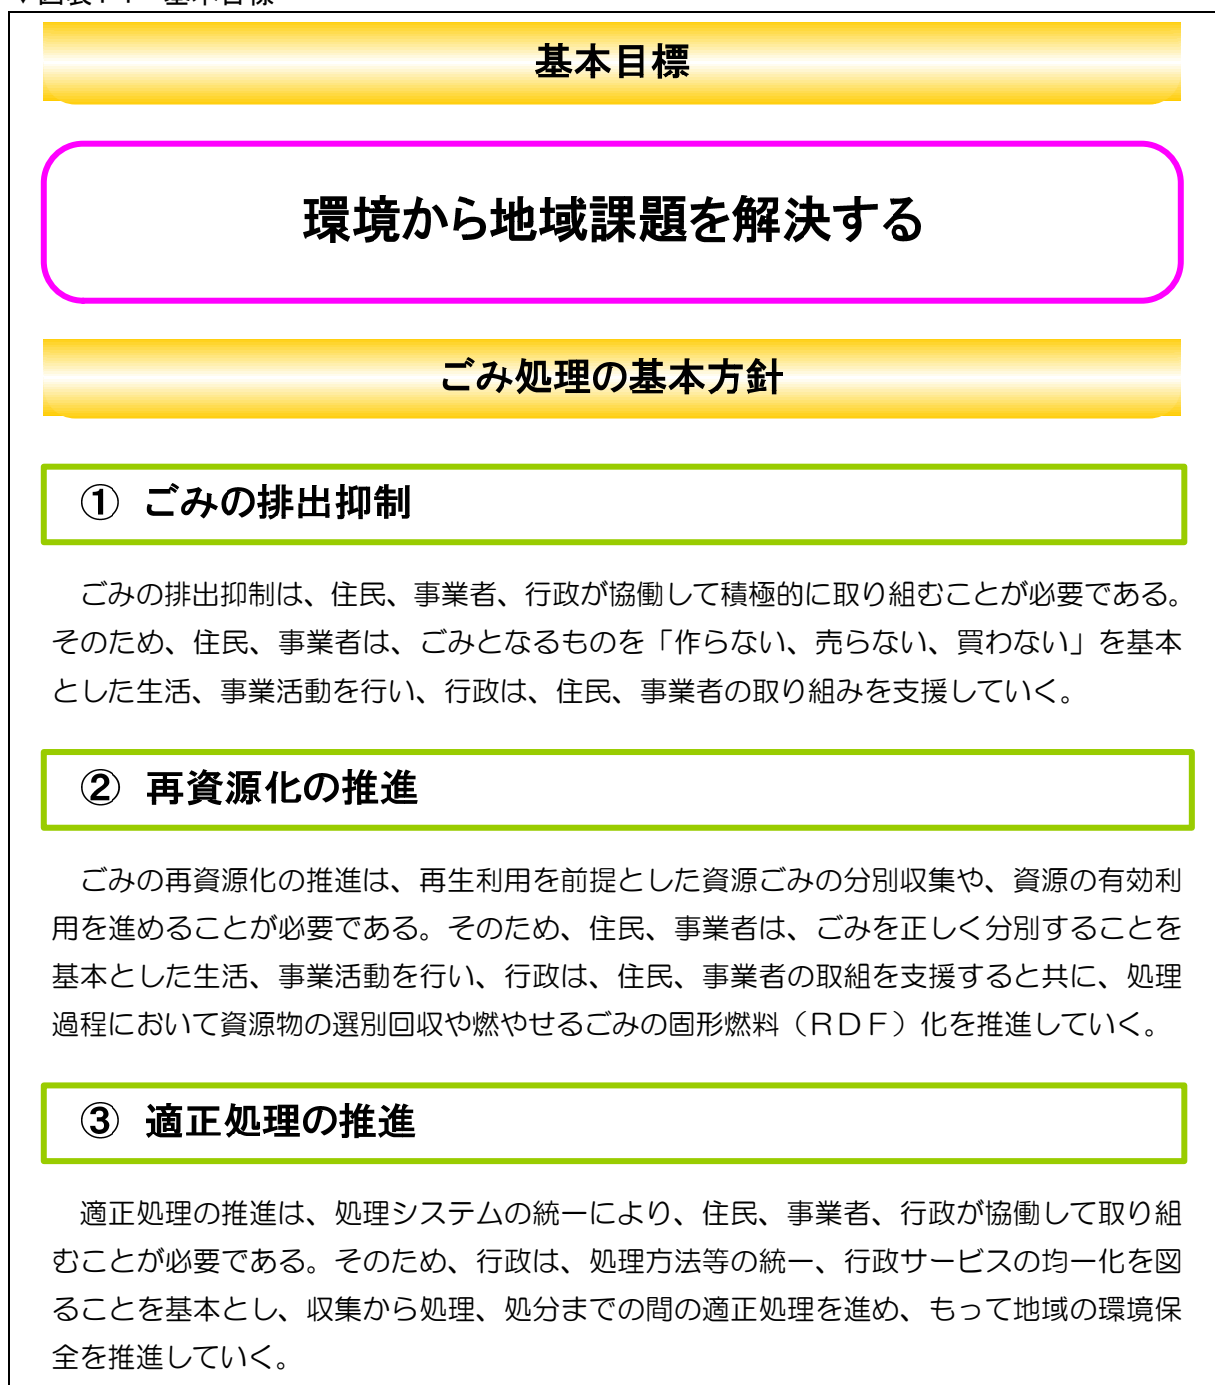 基本目標
環境から地域課題を解決する
ごみ処理の基本方針
① ごみの排出抑制
ごみの排出抑制は、住民、事業者、行政が協働して積極的に取り組むことが必要である。
そのため、住民、事業者は、ごみとなるものを「作らない、売らない、買わない」を基本
とした生活、事業活動を行い、行政は、住民、事業者の取り組みを支援していく。
② 再資源化の推進
ごみの再資源化の推進は、再生利用を前提とした資源ごみの分別収集や、資源の有効利
用を進めることが必要である。そのため、住民、事業者は、ごみを正しく分別することを
基本とした生活、事業活動を行い、行政は、住民、事業者の取組を支援すると共に、処理
過程において資源物の選別回収や燃やせるごみの固形燃料（ＲＤＦ）化を推進していく。
③ 適正処理の推進
適正処理の推進は、処理システムの統一により、住民、事業者、行政が協働して取り組
むことが必要である。そのため、行政は、処理方法等の統一、行政サービスの均一化を図
ることを基本とし、収集から処理、処分までの間の適正処理を進め、もって地域の環境保
全を推進していく。